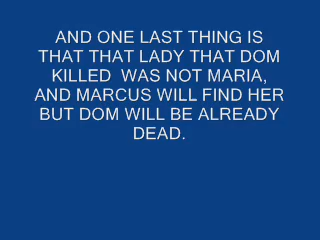 AND ONE LAST THING IS
THAT THAT LADY THAT DOM
KILLED  WAS NOT MARIA,
AND MARCUS WILL FIND HER
BUT DOM WILL BE ALREADY
DEAD.